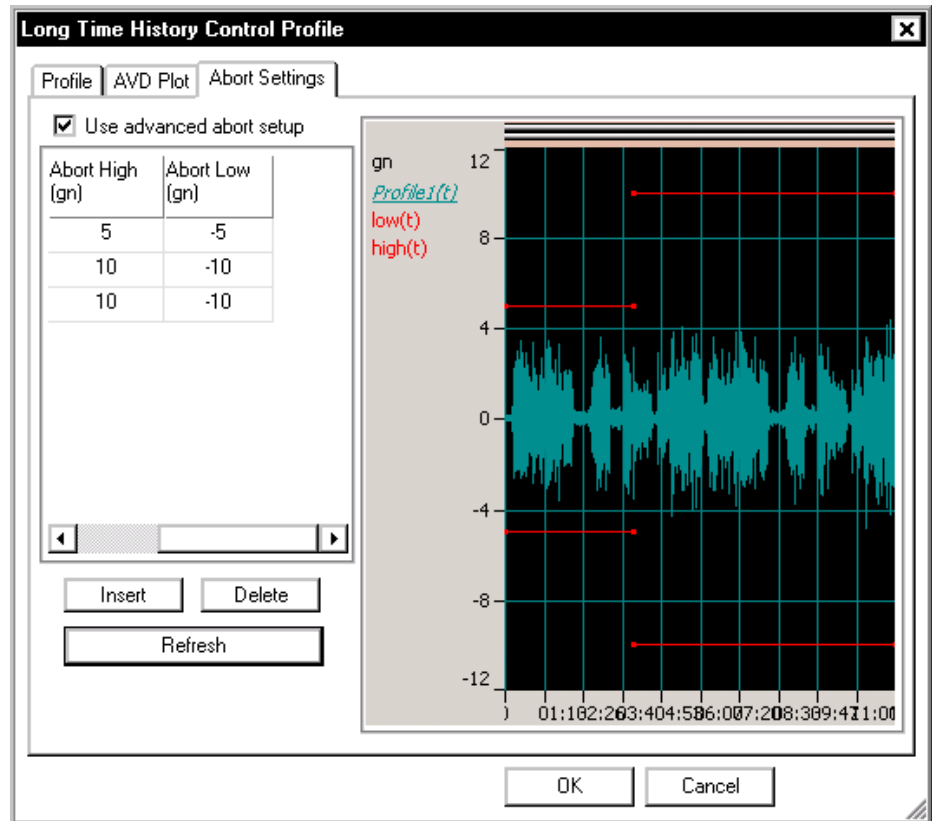 Long Time History Control Profile
Profile AVD Plot Abort Settings
Use advanced abort setup
Abort High (gn) Abort Low (gn)
5 -5
10 -10
10 -10
Insert Delete
Refresh
gn
Profile1(t)
low(t)
high(t)
12
8
4
0
-4
-8
-12
OK Cancel